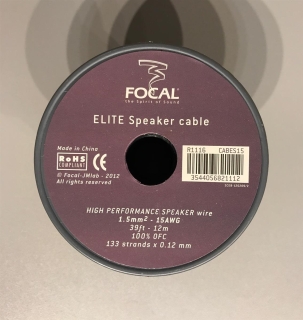 FOCAL
the Spirit of Sound
ELITE Speaker cable
Made in China
RoHS
COMPLIANT
CE
© Focal-JMlab - 2012
All rights reserved
R1116 CABES15
3544056821112
HIGH PERFORMANCE SPEAKER wire
1.5mm² - 15AWG
39ft - 12m
100% OFC
133 strands x 0.12 mm